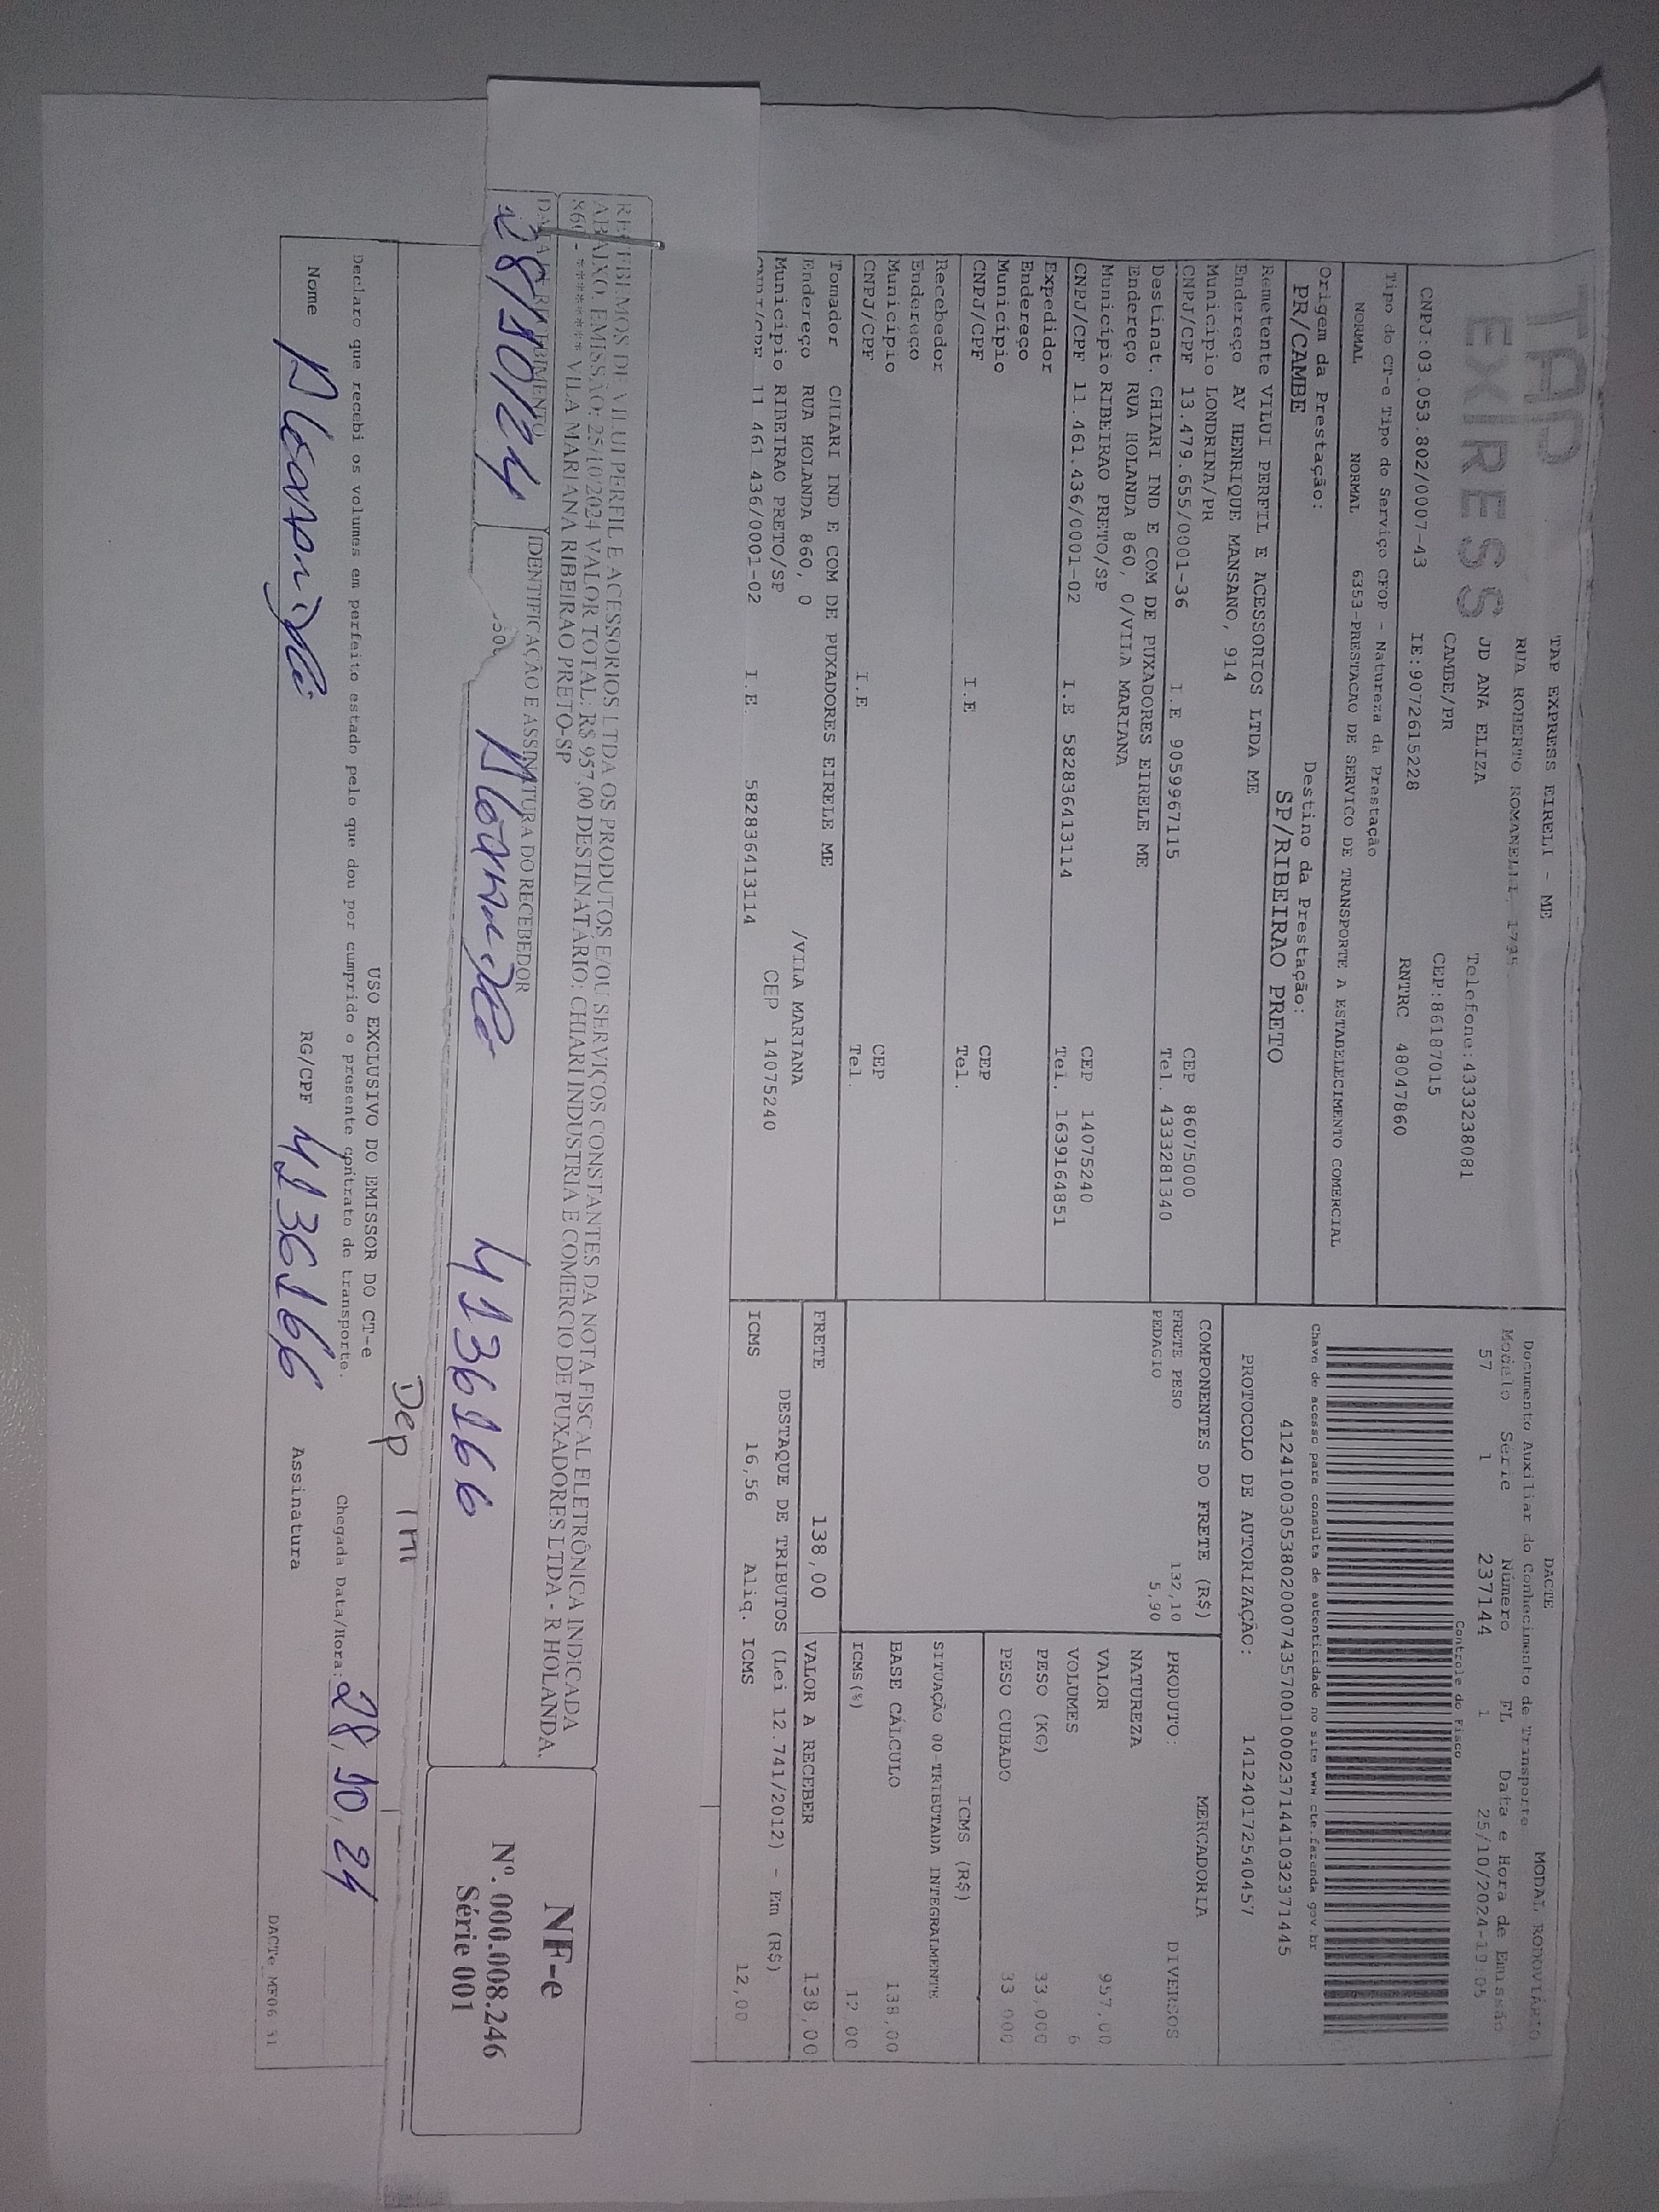 TAP
EXPRESS
TAP EXPRESS EIRELI - ME
RUA ROBERTO ROMANELLI, 1795
JD ANA ELIZA
Telefone:4333238081
CAMBE/PR
CEP:86187015
CNPJ:03.053.802/0007-43
IE:9072615228
RNTRC 48047860
Tipo do CT-e Tipo do Serviço CFOP - Natureza da Prestação
NORMAL NORMAL 6353-PRESTACAO DE SERVICO DE TRANSPORTE A ESTABELECIMENTO COMERCIAL
Origem da Prestação: Destino da Prestação:
PR/CAMBE SP/RIBEIRAO PRETO
Remetente VILUI PERFIL E ACESSORIOS LTDA ME
Endereço AV HENRIQUE MANSANO, 914
Município LONDRINA/PR CEP 86075000
CNPJ/CPF 13.479.655/0001-36 I.E 9059967115 Tel. 4333281340
Destinat. CHIARI IND E COM DE PUXADORES EIRELE ME
Endereço RUA HOLANDA 860, 0/VILA MARIANA
Município RIBEIRAO PRETO/SP CEP 14075240
CNPJ/CPF 11.461.436/0001-02 I.E 582836413114 Tel. 1639164851
Expedidor
Endereço
Município CEP
CNPJ/CPF I.E Tel.
Recebedor
Endereço
Município CEP
CNPJ/CPF I.E Tel.
Tomador CHIARI IND E COM DE PUXADORES EIRELE ME
Endereço RUA HOLANDA 860, 0 /VILA MARIANA
Município RIBEIRAO PRETO/SP CEP 14075240
CNPJ/CPF 11.461.436/0001-02 I.E. 582836413114
DACTE MODAL RODOVIÁRIO
Documento Auxiliar do Conhecimento de Transporte
Modelo Série Número FL Data e Hora de Emissão
57 1 237144 1 25/10/2024-19:05
Controle do Fisco
Chave de acesso para consulta de autenticidade no site www.cte.fazenda.gov.br
41241003053802000743570010002371441032371445
PROTOCOLO DE AUTORIZAÇÃO: 141240172540457
COMPONENTES DO FRETE (R$)
FRETE PESO 132,10
PEDAGIO 5,90
MERCADORIA
PRODUTO: DIVERSOS
NATUREZA
VALOR 957,00
VOLUMES 6
PESO (KG) 33,000
PESO CUBADO 33,000
ICMS (R$)
SITUAÇÃO 00-TRIBUTADA INTEGRALMENTE
BASE CÁLCULO 138,00
ICMS(%) 12,00
FRETE 138,00 VALOR A RECEBER 138,00
DESTAQUE DE TRIBUTOS (Lei 12.741/2012) - Em (R$)
ICMS 16,56 Aliq. ICMS 12,00
RECEBEMOS DE VILUI PERFIL E ACESSORIOS LTDA OS PRODUTOS E/OU SERVIÇOS CONSTANTES DA NOTA FISCAL ELETRÔNICA INDICADA
ABAIXO. EMISSÃO: 25/10/2024 VALOR TOTAL: R$ 957,00 DESTINATÁRIO: CHIARI INDUSTRIA E COMERCIO DE PUXADORES LTDA - R HOLANDA,
860 - ******* VILA MARIANA RIBEIRAO PRETO-SP
DATA RECEBIMENTO IDENTIFICAÇÃO E ASSINATURA DO RECEBEDOR
28/10/24 4136166
NF-e
Nº. 000.008.246
Série 001
Dep
USO EXCLUSIVO DO EMISSOR DO CT-e
Declaro que recebi os volumes em perfeito estado pelo que dou por cumprido o presente contrato de transporte.
Chegada Data/Hora: 28, 10, 24
Nome RG/CPF 4136166 Assinatura
DACTe MF06